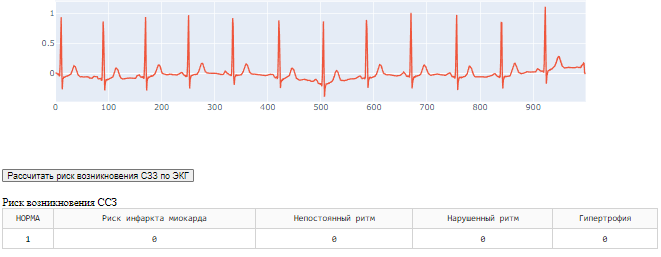 1
0.5
0
0 100 200 300 400 500 600 700 800 900
Рассчитать риск возникновения СЗЗ по ЭКГ
Риск возникновения ССЗ
НОРМА Риск инфаркта миокарда Непостоянный ритм Нарушенный ритм Гипертрофия
1 0 0 0 0